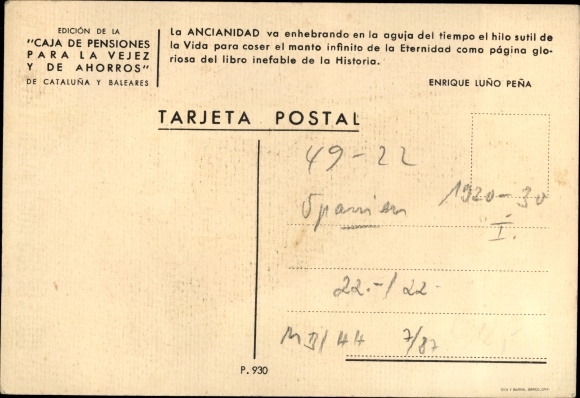 EDICIÓN DE LA
"CAJA DE PENSIONES
PARA LA VEJEZ
Y DE AHORROS"
DE CATALUÑA Y BALEARES
La ANCIANIDAD va enhebrando en la aguja del tiempo el hilo sutil de
la Vida para coser el manto infinito de la Eternidad como página glo-
riosa del libro inefable de la Historia.
ENRIQUE LUÑO PEÑA
TARJETA POSTAL
49-22
Spanien
1920-30
I.
22.-/22-
7/87
P. 930